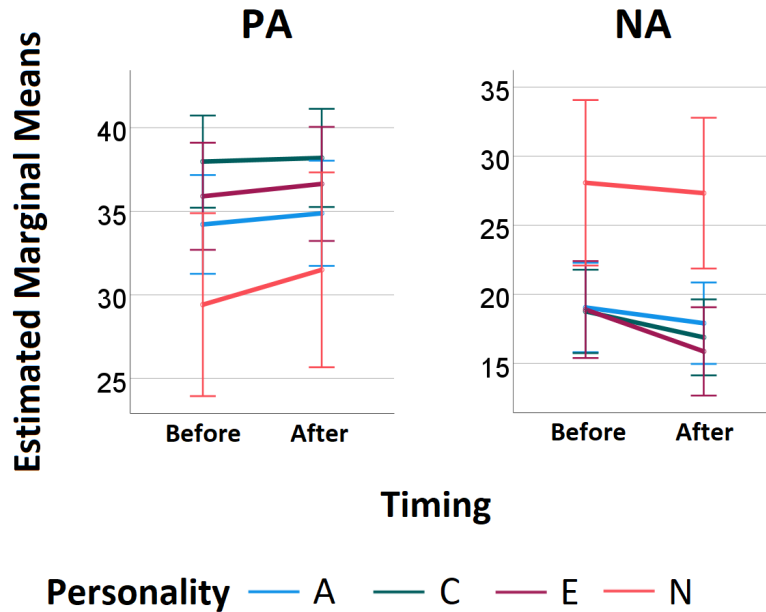 PA NA
Estimated Marginal Means
40
35
30
25
35
30
25
20
15
Before After
Before After
Timing
Personality A C E N